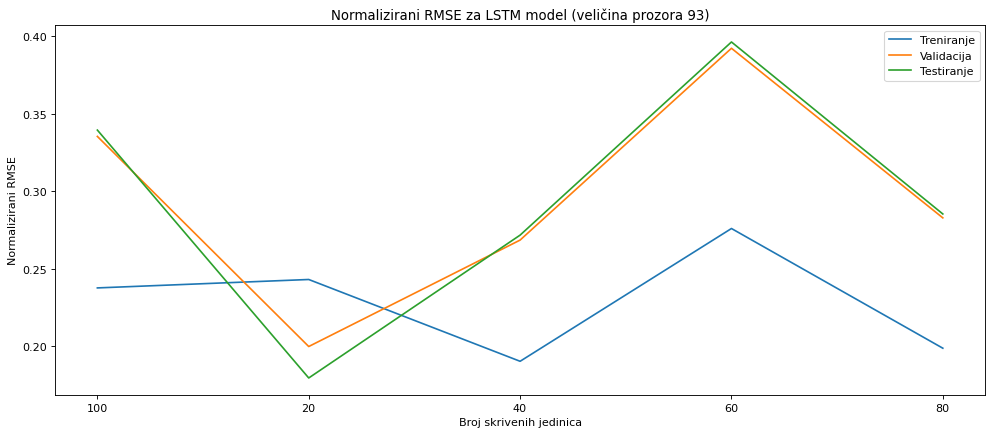 Normalizirani RMSE za LSTM model (veličina prozora 93)
Treniranje
Validacija
Testiranje
Normalizirani RMSE
0.40
0.35
0.30
0.25
0.20
100
20
40
60
80
Broj skrivenih jedinica